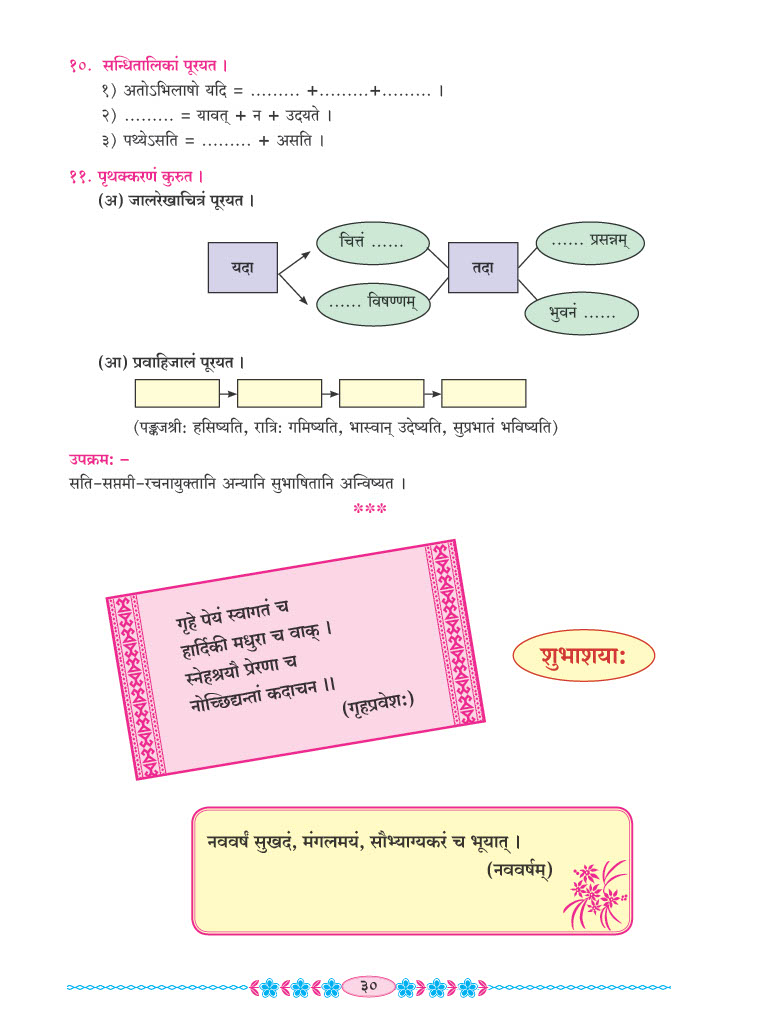 १०. सन्धितालिकां पूरयत ।
१) अतोऽभिलाषो यदि = ......... +.........+......... ।
२) ......... = यावत् + न + उदयते ।
३) पथ्येऽसति = ......... + असति ।
११. पृथक्करणं कुरुत ।
(अ) जालरेखाचित्रं पूरयत ।
यदा
चित्तं ......
...... विषण्णम्
तदा
...... प्रसन्नम्
भुवनं ......
(आ) प्रवाहिजालं पूरयत ।
(पङ्कजश्री: हसिष्यति, रात्रि: गमिष्यति, भास्वान् उदेष्यति, सुप्रभातं भविष्यति)
उपक्रम: –
सति-सप्तमी-रचनायुक्तानि अन्यानि सुभाषितानि अन्विष्यत ।
***
गृहे पेयं स्वागतं च
हार्दिकी मधुरा च वाक् ।
स्नेहश्रयौ प्रेरणा च
नोच्छिद्यन्तां कदाचन ।।
(गृहप्रवेश:)
शुभाशया:
नववर्षं सुखदं, मंगलमयं, सौभ्याग्यकरं च भूयात् ।
(नववर्षम्)
३०